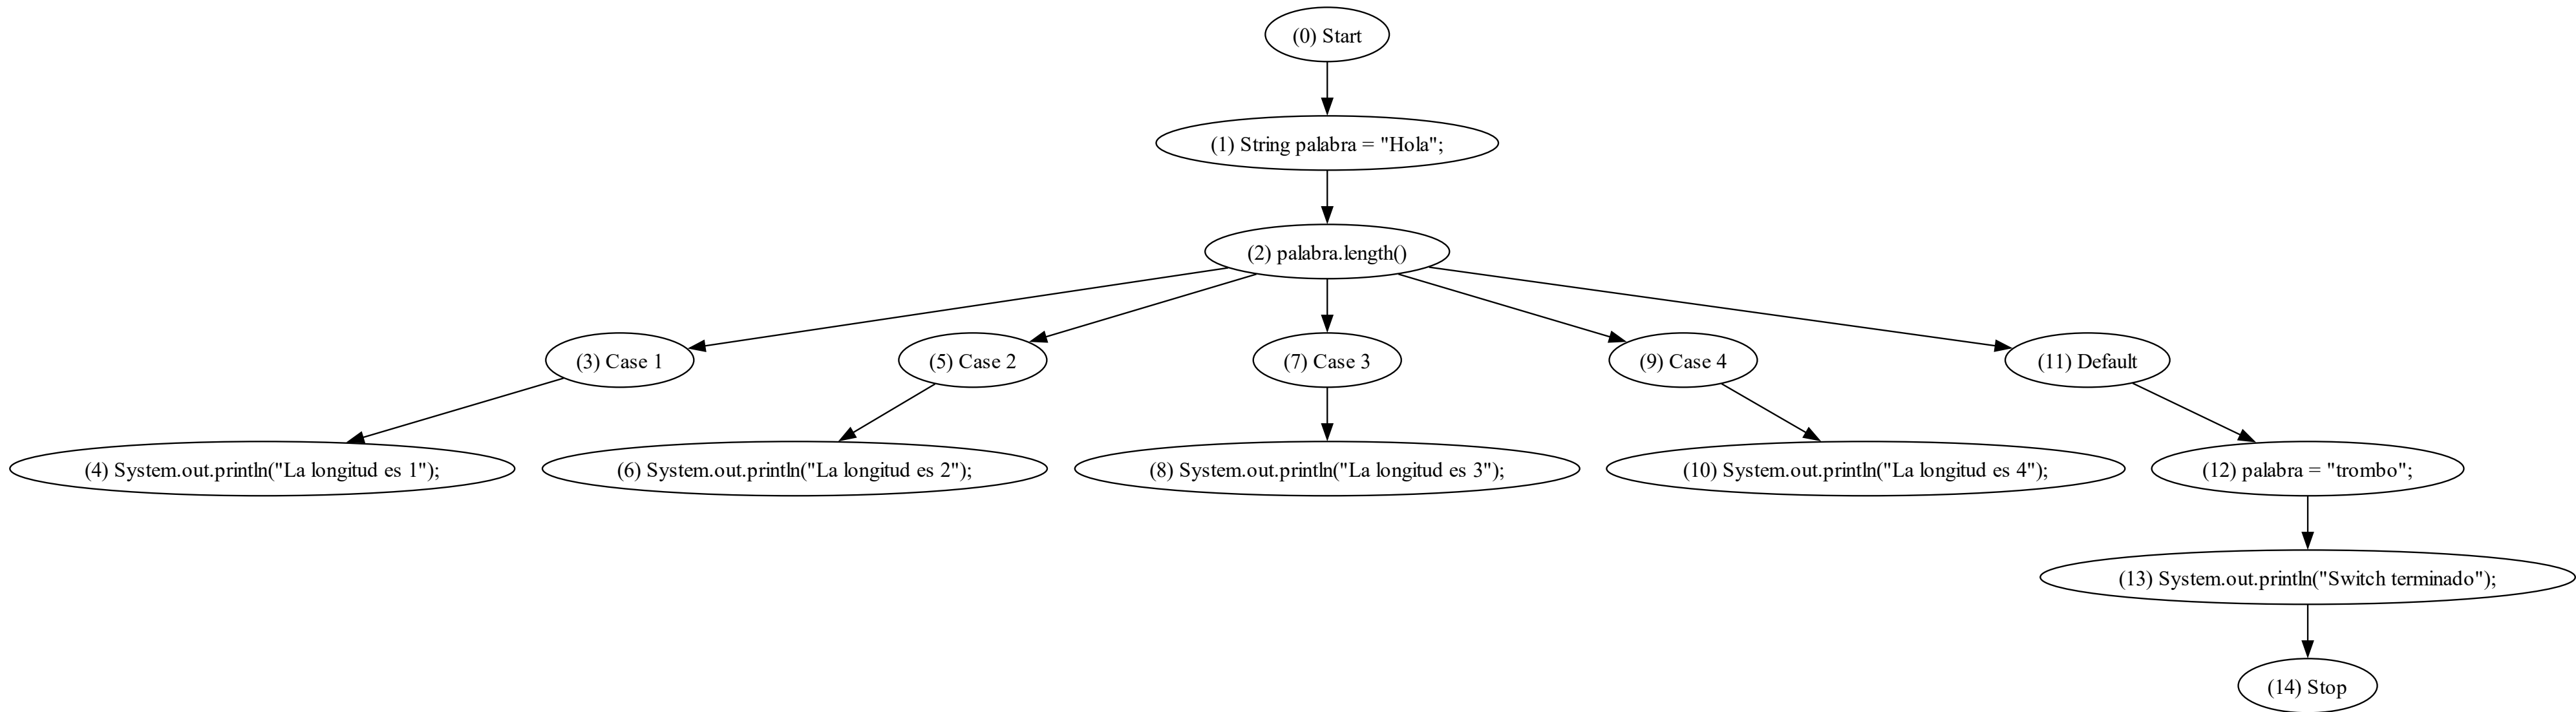 (0) Start
(1) String palabra = "Hola";
(2) palabra.length()
(3) Case 1
(5) Case 2
(7) Case 3
(9) Case 4
(11) Default
(4) System.out.println("La longitud es 1");
(6) System.out.println("La longitud es 2");
(8) System.out.println("La longitud es 3");
(10) System.out.println("La longitud es 4");
(12) palabra = "trombo";
(13) System.out.println("Switch terminado");
(14) Stop